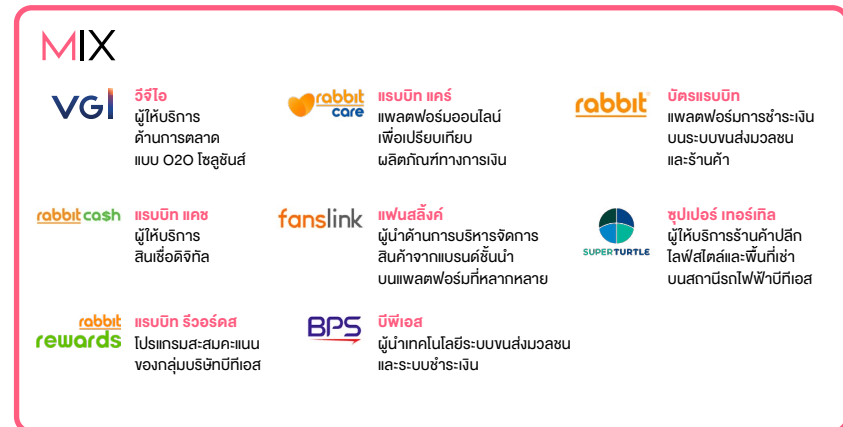 MIX
VGI
วีจีไอ
ผู้ให้บริการ
ด้านการตลาด
แบบ O2O โซลูชันส์
rabbit
care
แรบบิท แคร์
แพลตฟอร์มออนไลน์
เพื่อเปรียบเทียบ
ผลิตภัณฑ์ทางการเงิน
rabbit
บัตรแรบบิท
แพลตฟอร์มการชำระเงิน
บนระบบขนส่งมวลชน
และร้านค้า
rabbit cash
แรบบิท แคช
ผู้ให้บริการ
สินเชื่อดิจิทัล
fanslink
แฟนสลิ้งค์
ผู้นำด้านการบริหารจัดการ
สินค้าจากแบรนด์ชั้นนำ
บนแพลตฟอร์มที่หลากหลาย
SUPERTURTLE
ซุปเปอร์ เทอร์เทิล
ผู้ให้บริการร้านค้าปลีก
ไลฟ์สไตล์และพื้นที่เช่า
บนสถานีรถไฟฟ้าบีทีเอส
rabbit
rewards
แรบบิท รีวอร์ดส
โปรแกรมสะสมคะแนน
ของกลุ่มบริษัทบีทีเอส
BPS
บีพีเอส
ผู้นำเทคโนโลยีระบบขนส่งมวลชน
และระบบชำระเงิน